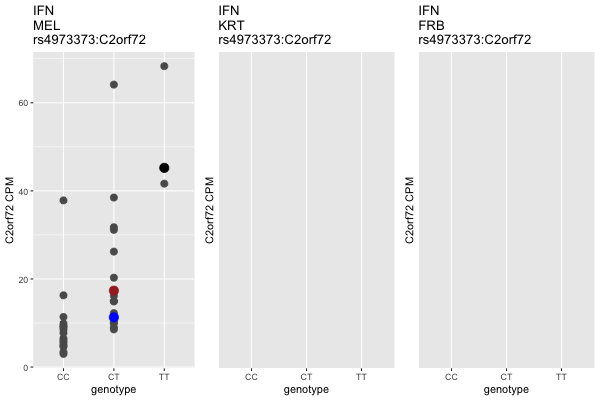 IFN
MEL
rs4973373:C2orf72
IFN
KRT
rs4973373:C2orf72
IFN
FRB
rs4973373:C2orf72
C2orf72 CPM
60
40
20
0
CC CT TT
genotype
C2orf72 CPM
CC CT TT
genotype
C2orf72 CPM
CC CT TT
genotype